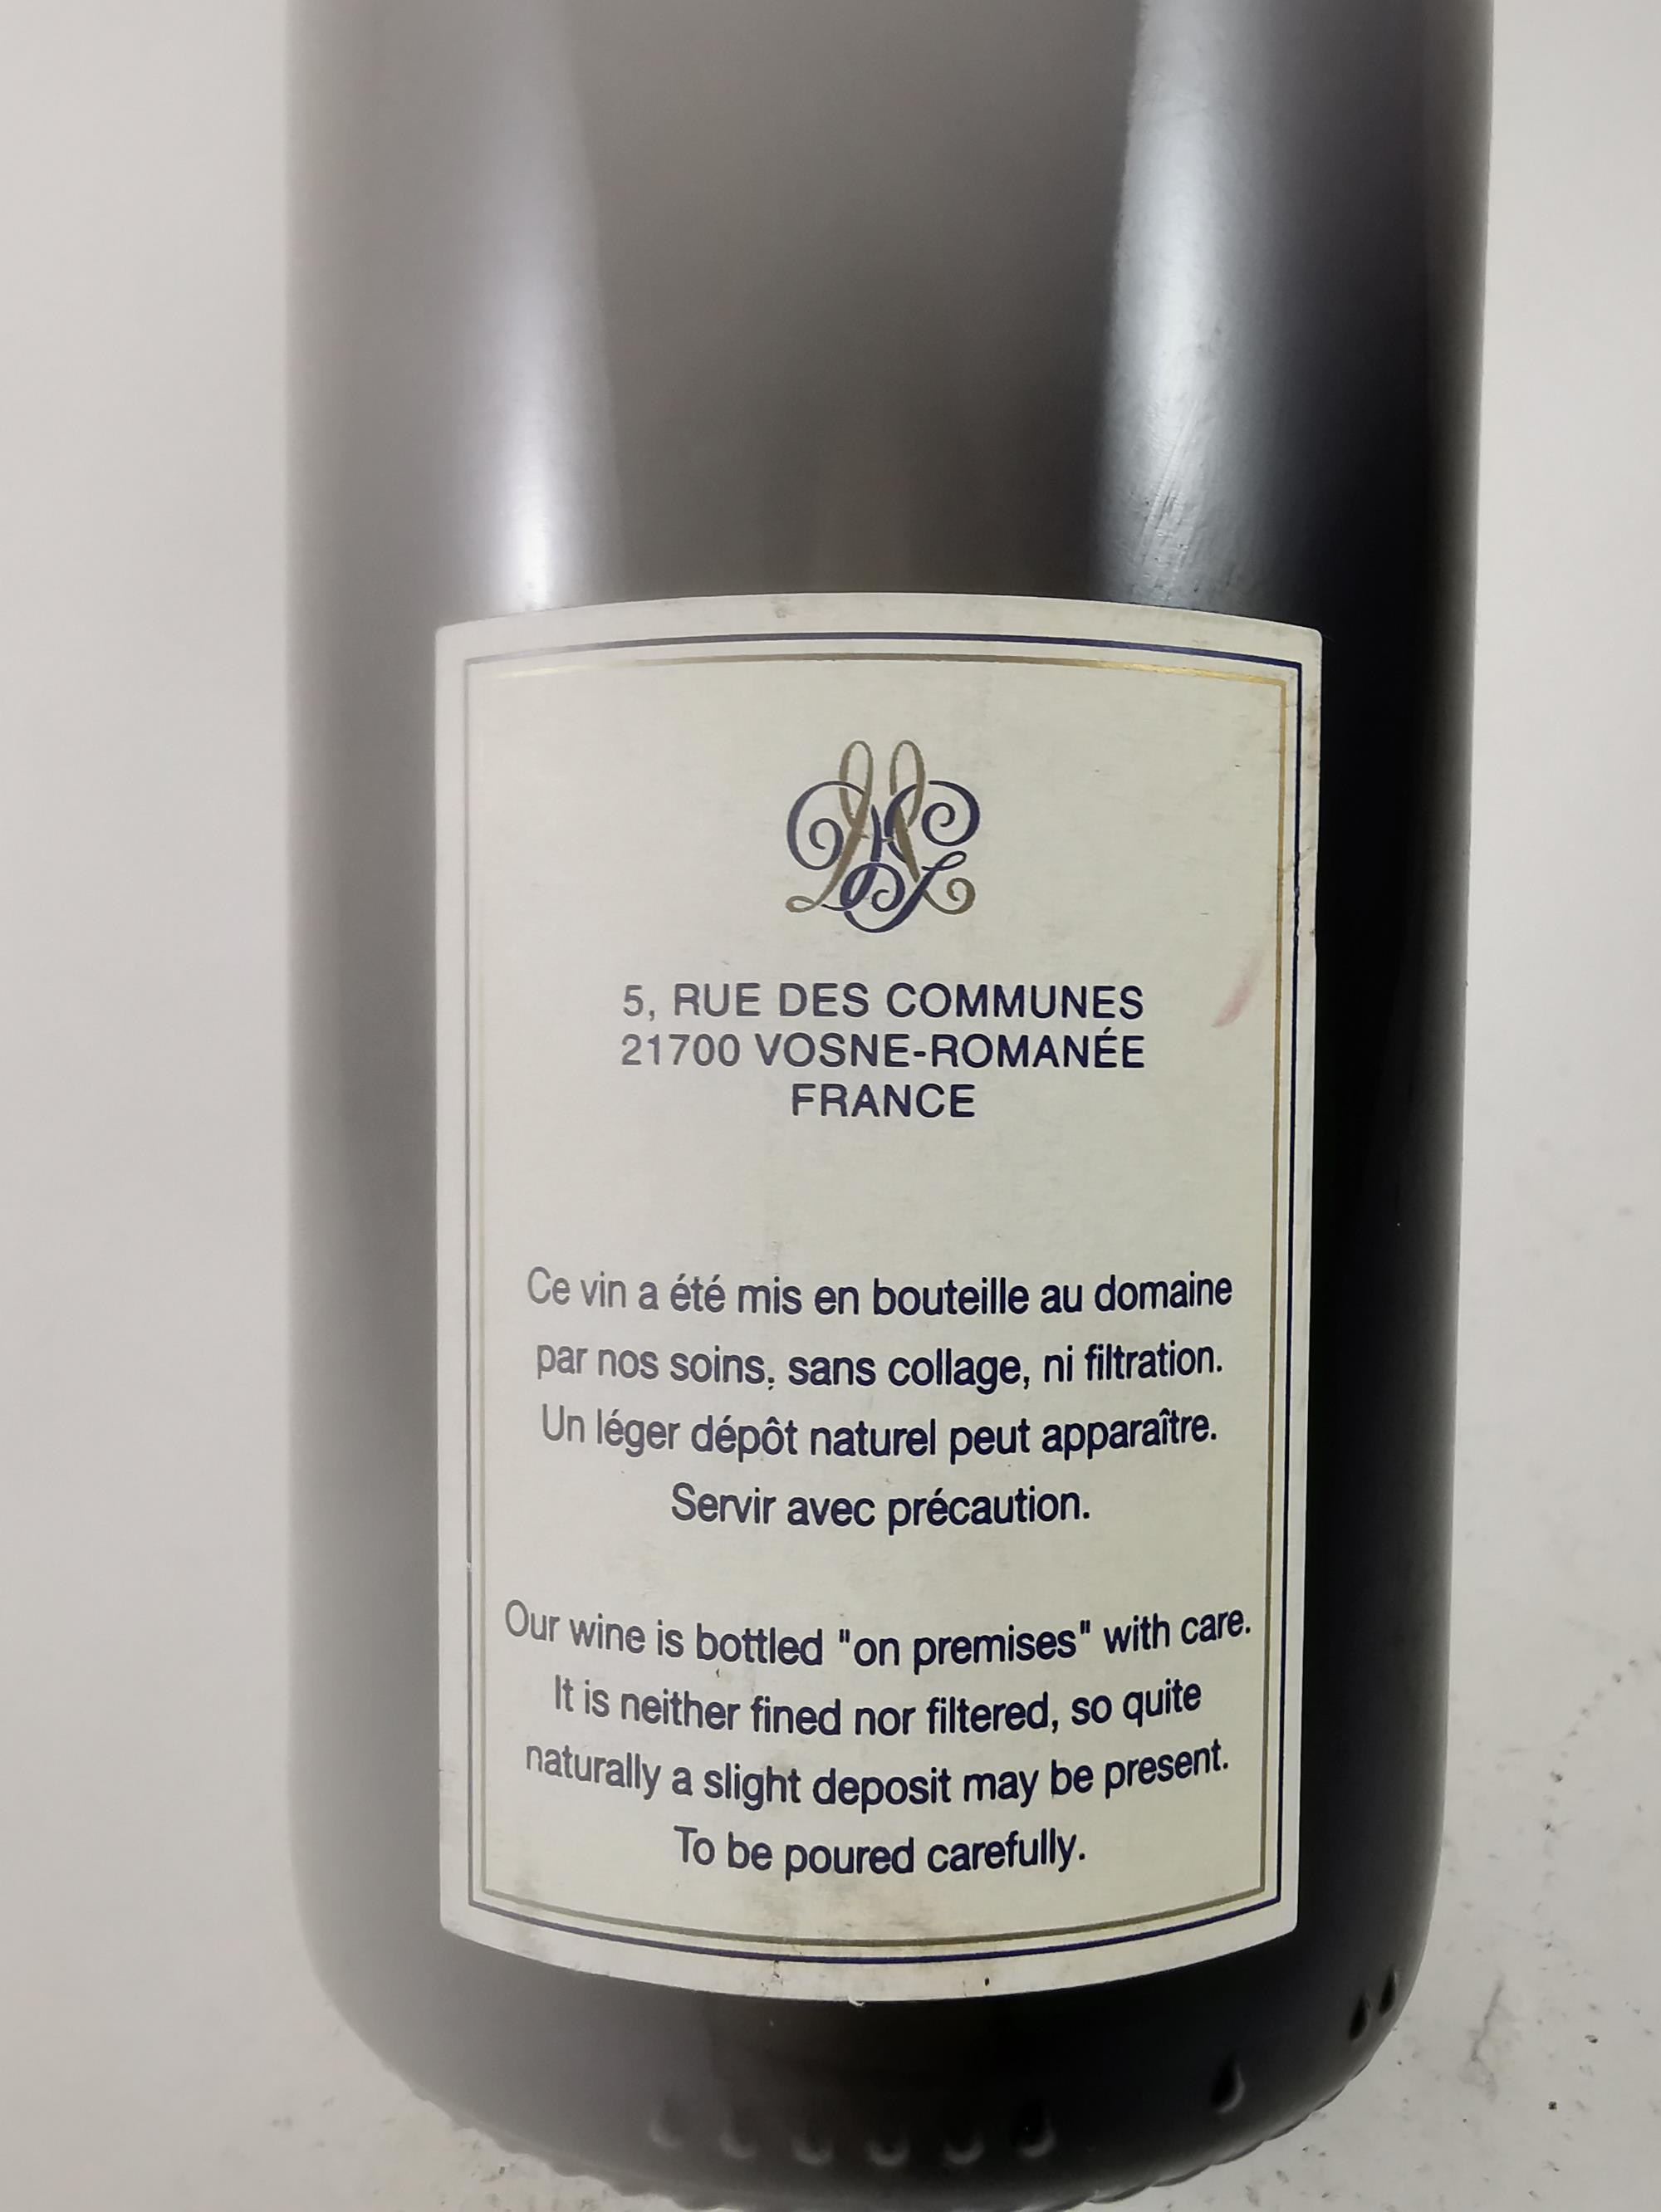 5, RUE DES COMMUNES
21700 VOSNE-ROMANÉE
FRANCE
Ce vin a été mis en bouteille au domaine
par nos soins, sans collage, ni filtration.
Un léger dépôt naturel peut apparaître.
Servir avec précaution.
Our wine is bottled "on premises" with care.
It is neither fined nor filtered, so quite
naturally a slight deposit may be present.
To be poured carefully.